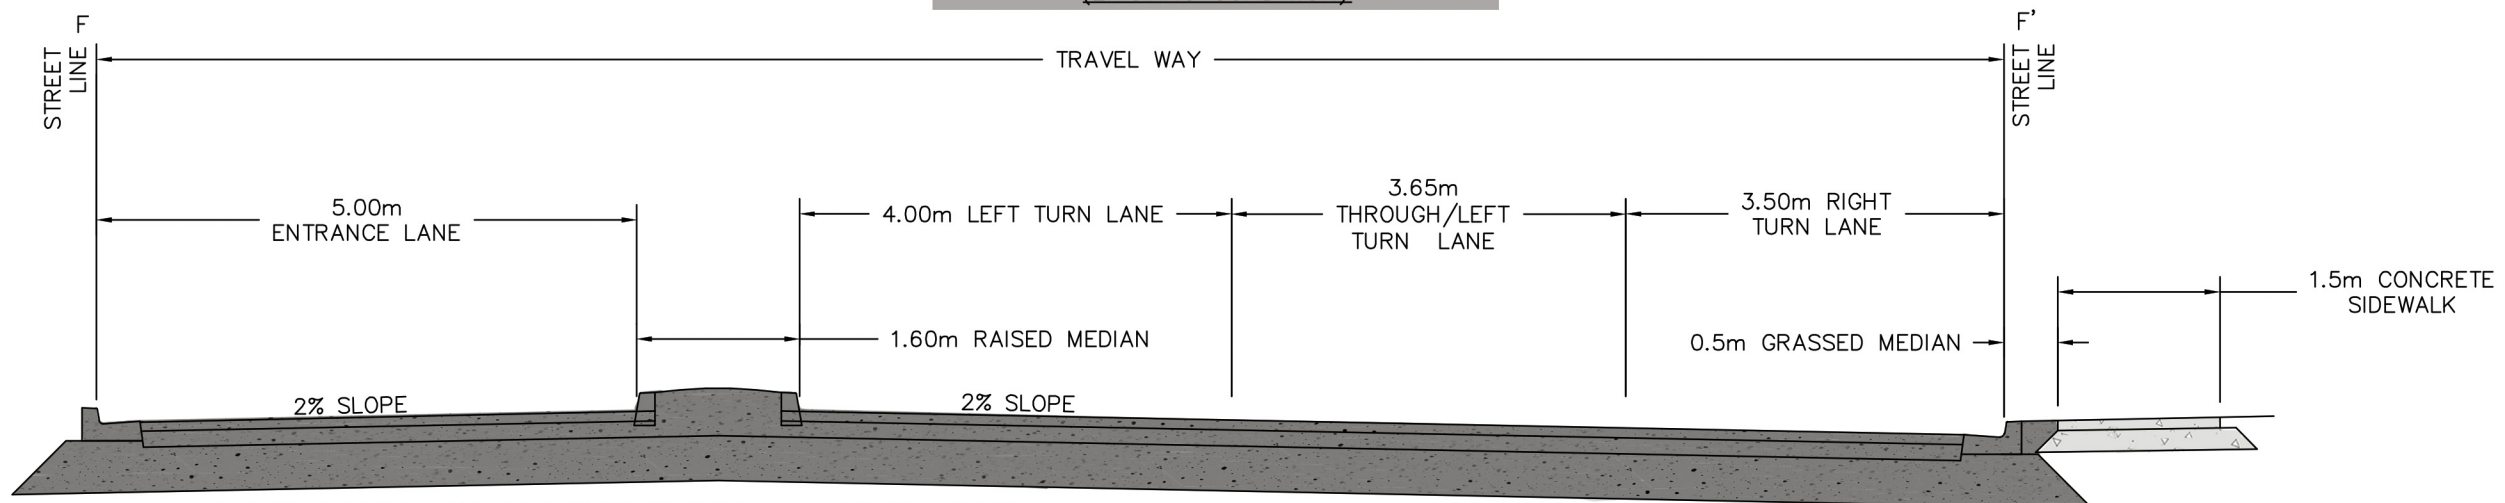 F
STREET
LINE
TRAVEL WAY
F'
STREET
LINE
5.00m
ENTRANCE LANE
4.00m LEFT TURN LANE
3.65m
THROUGH/LEFT
TURN LANE
3.50m RIGHT
TURN LANE
1.5m CONCRETE
SIDEWALK
1.60m RAISED MEDIAN
0.5m GRASSED MEDIAN
2% SLOPE
2% SLOPE